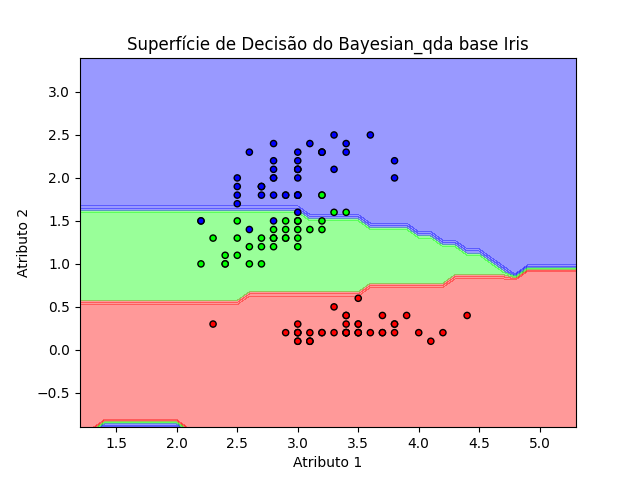 Superfície de Decisão do Bayesian_qda base Iris
3.0
2.5
2.0
1.5
1.0
0.5
0.0
−0.5
Atributo 2
1.5 2.0 2.5 3.0 3.5 4.0 4.5 5.0
Atributo 1